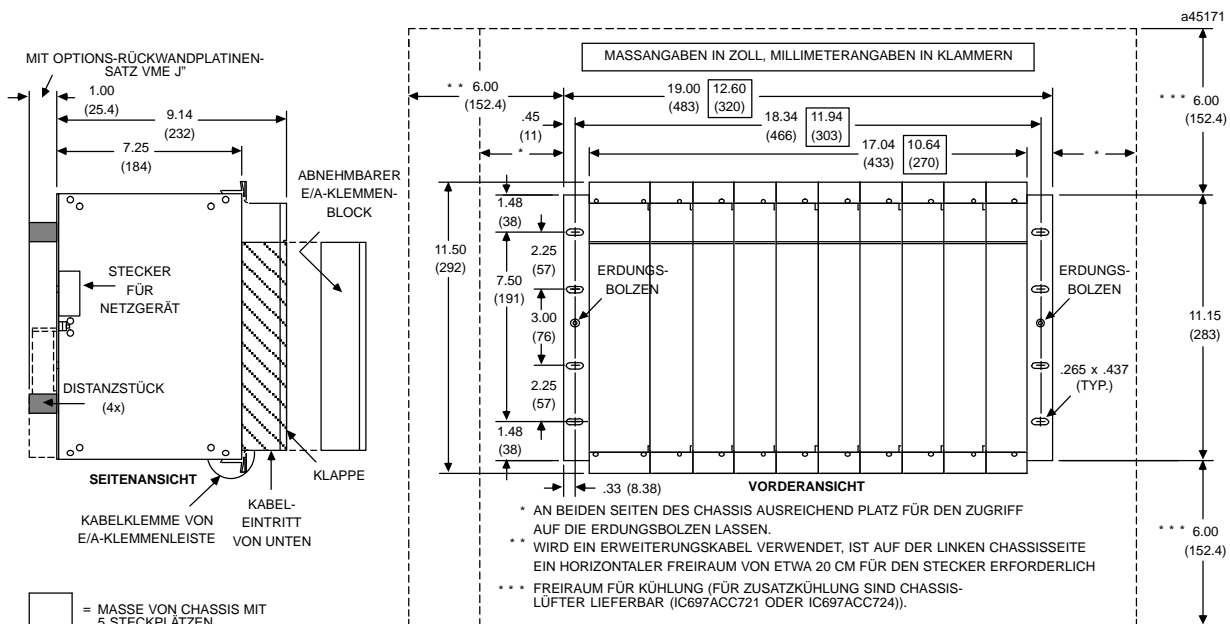 a45171
MIT OPTIONS-RÜCKWANDPLATINEN-
SATZ VME J"
1.00
(25.4)
9.14
(232)
7.25
(184)
ABNEHMBARER
E/A-KLEMMEN-
BLOCK
STECKER
FÜR
NETZGERÄT
DISTANZSTÜCK
(4x)
SEITENANSICHT
KLAPPE
KABELKLEMME VON
E/A-KLEMMENLEISTE
KABEL-
EINTRITT
VON UNTEN
= MASSE VON CHASSIS MIT
5 STECKPLÄTZEN
MASSANGABEN IN ZOLL, MILLIMETERANGABEN IN KLAMMERN
* * 6.00
(152.4)
19.00 12.60
(483) (320)
* * * 6.00
(152.4)
.45
(11)
*
18.34 11.94
(466) (303)
17.04 10.64
(433) (270)
*
1.48
(38)
11.50
(292)
2.25
(57)
7.50
(191)
3.00
(76)
2.25
(57)
1.48
(38)
ERDUNGS-
BOLZEN
ERDUNGS-
BOLZEN
11.15
(283)
.265 x .437
(TYP.)
.33 (8.38)
VORDERANSICHT
* AN BEIDEN SEITEN DES CHASSIS AUSREICHEND PLATZ FÜR DEN ZUGRIFF
AUF DIE ERDUNGSBOLZEN LASSEN.
* * WIRD EIN ERWEITERUNGSKABEL VERWENDET, IST AUF DER LINKEN CHASSISSEITE
EIN HORIZONTALER FREIRAUM VON ETWA 20 CM FÜR DEN STECKER ERFORDERLICH
* * * FREIRAUM FÜR KÜHLUNG (FÜR ZUSATZKÜHLUNG SIND CHASSIS-
LÜFTER LIEFERBAR (IC697ACC721 ODER IC697ACC724)).
* * * 6.00
(152.4)